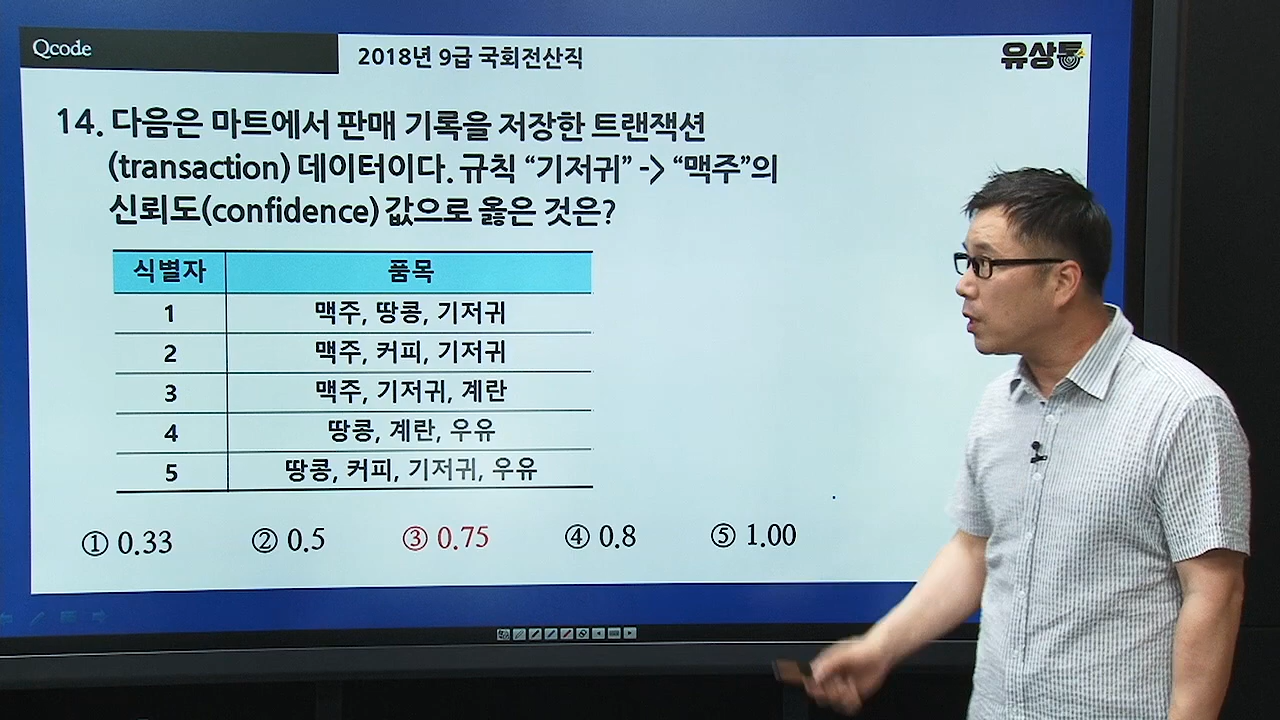 Qcode
2018년 9급 국회전산직
유상통
14. 다음은 마트에서 판매 기록을 저장한 트랜잭션
(transaction) 데이터이다. 규칙 “기저귀” -> “맥주”의
신뢰도(confidence) 값으로 옳은 것은?
식별자 품목
1 맥주, 땅콩, 기저귀
2 맥주, 커피, 기저귀
3 맥주, 기저귀, 계란
4 땅콩, 계란, 우유
5 땅콩, 커피, 기저귀, 우유
① 0.33 ② 0.5 ③ 0.75 ④ 0.8 ⑤ 1.00